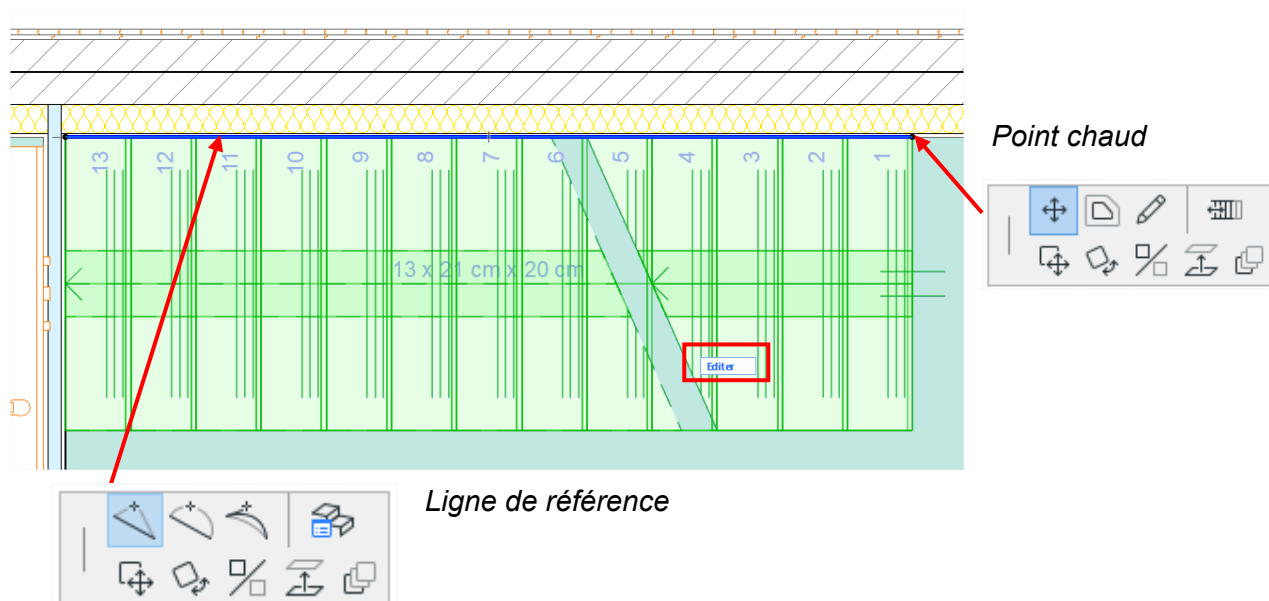 Point chaud
13 12 11 10 9 8 7 6 5 4 3 2 1
13 x 21 cm x 20 cm
Editer
Ligne de référence